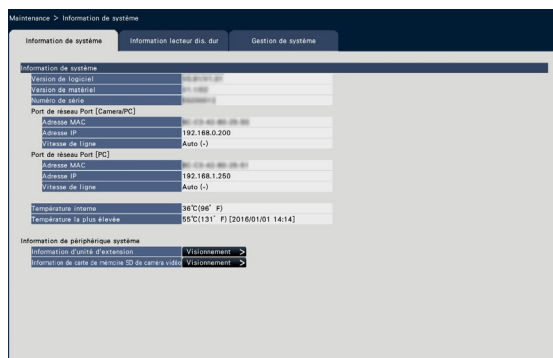 Maintenance > Information de système
Information de système Information lecteur dis. dur Gestion de système
Information de système
Version de logiciel
Version de matériel
Numéro de série
Port de réseau Port [Camera/PC]
Adresse MAC
Adresse IP 192.168.0.200
Vitesse de ligne Auto (-)
Port de réseau Port [PC]
Adresse MAC
Adresse IP 192.168.1.250
Vitesse de ligne Auto (-)
Température interne 36℃(96° F)
Température la plus élevée 55℃(131° F) [2016/01/01 14:14]
Information de périphérique système
Information d'unité d'extension Visionnement >
Information de carte de mémoire SD de caméra vidéo Visionnement >